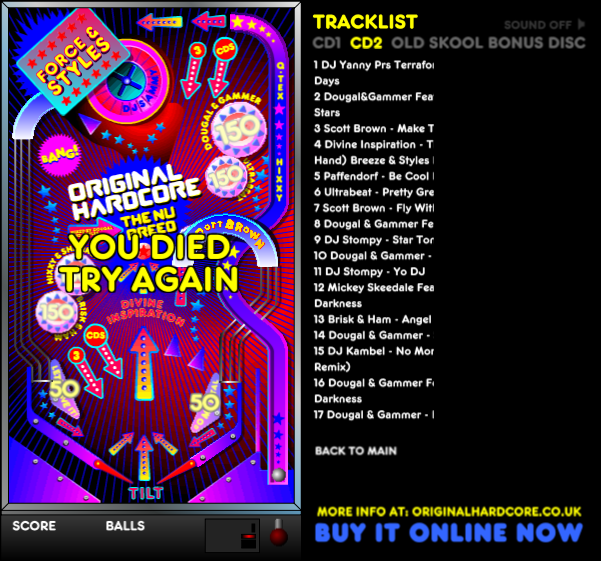 FORCE &
STYLES
DJ SAMMY
3
CDS
Q-TEX
HIXXY
DOUGAL & GAMMER
150
BANG!
150
ORIGINAL
HARDCORE
THE NU
BREED
SCOTT BROWN
YOU DIED
TRY AGAIN
150
DIVINE
INSPIRATION
BRISK & HAM
3
CDS
50
50
TILT
SCORE
BALLS
TRACKLIST
SOUND OFF
CD1 CD2 OLD SKOOL BONUS DISC
1 DJ Yanny Prs Terrafor
Days
2 Dougal&Gammer Fea
Stars
3 Scott Brown - Make T
4 Divine Inspiration - T
Hand) Breeze & Styles
5 Paffendorf - Be Cool
6 Ultrabeat - Pretty Gre
7 Scott Brown - Fly Wit
8 Dougal & Gammer Fe
9 DJ Stompy - Star Tor
10 Dougal & Gammer -
11 DJ Stompy - Yo DJ
12 Mickey Skeedale Fea
Darkness
13 Brisk & Ham - Angel
14 Dougal & Gammer -
15 DJ Kambel - No Mor
Remix)
16 Dougal & Gammer Fe
Darkness
17 Dougal & Gammer -
BACK TO MAIN
MORE INFO AT: ORIGINALHARDCORE.CO.UK
BUY IT ONLINE NOW